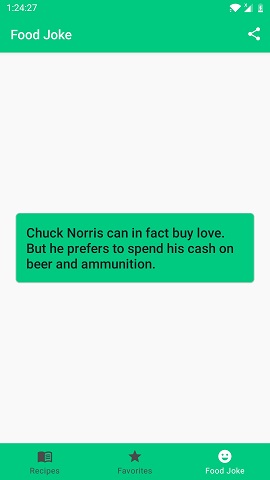 1:24:27
Food Joke
Chuck Norris can in fact buy love.
But he prefers to spend his cash on
beer and ammunition.
Recipes
Favorites
Food Joke